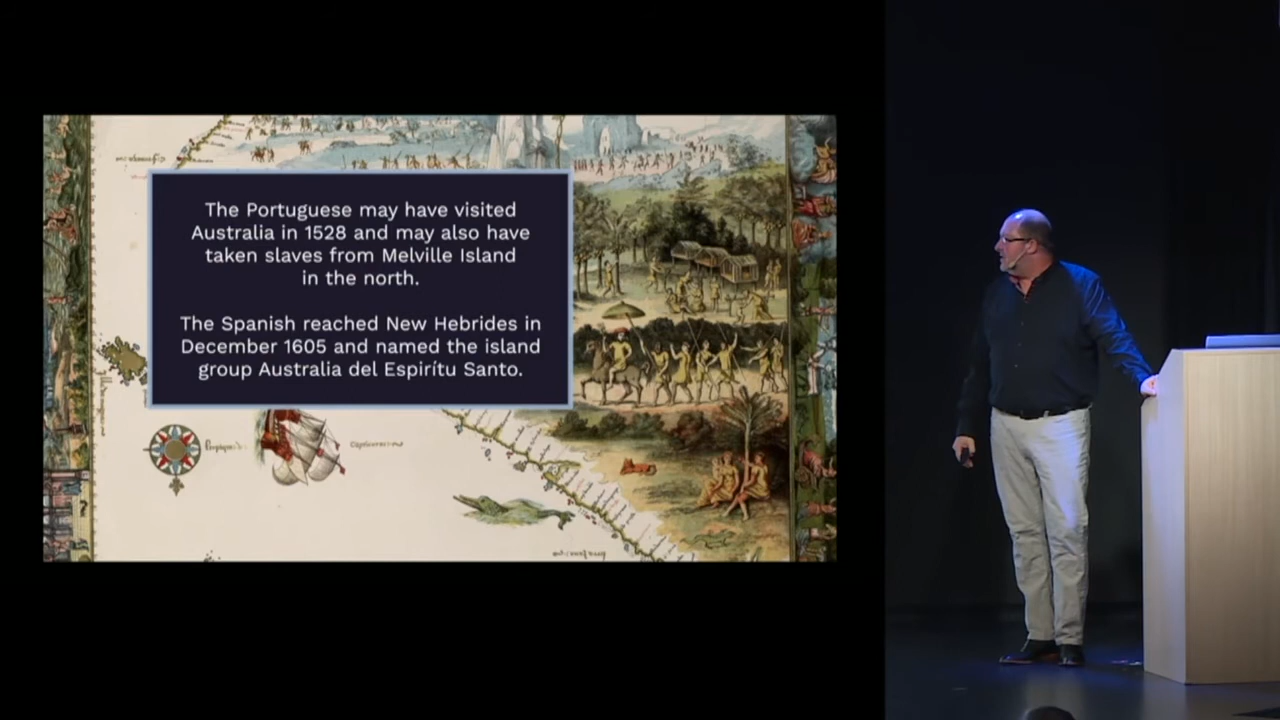 The Portuguese may have visited
Australia in 1528 and may also have
taken slaves from Melville Island
in the north.
The Spanish reached New Hebrides in
December 1605 and named the island
group Australia del Espirítu Santo.